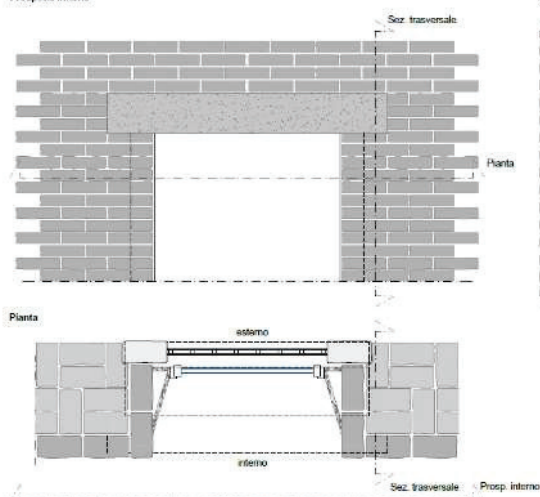 Sez. trasversale
Pianta
Pianta
esterno
interno
Sez. trasversale Prosp. interno